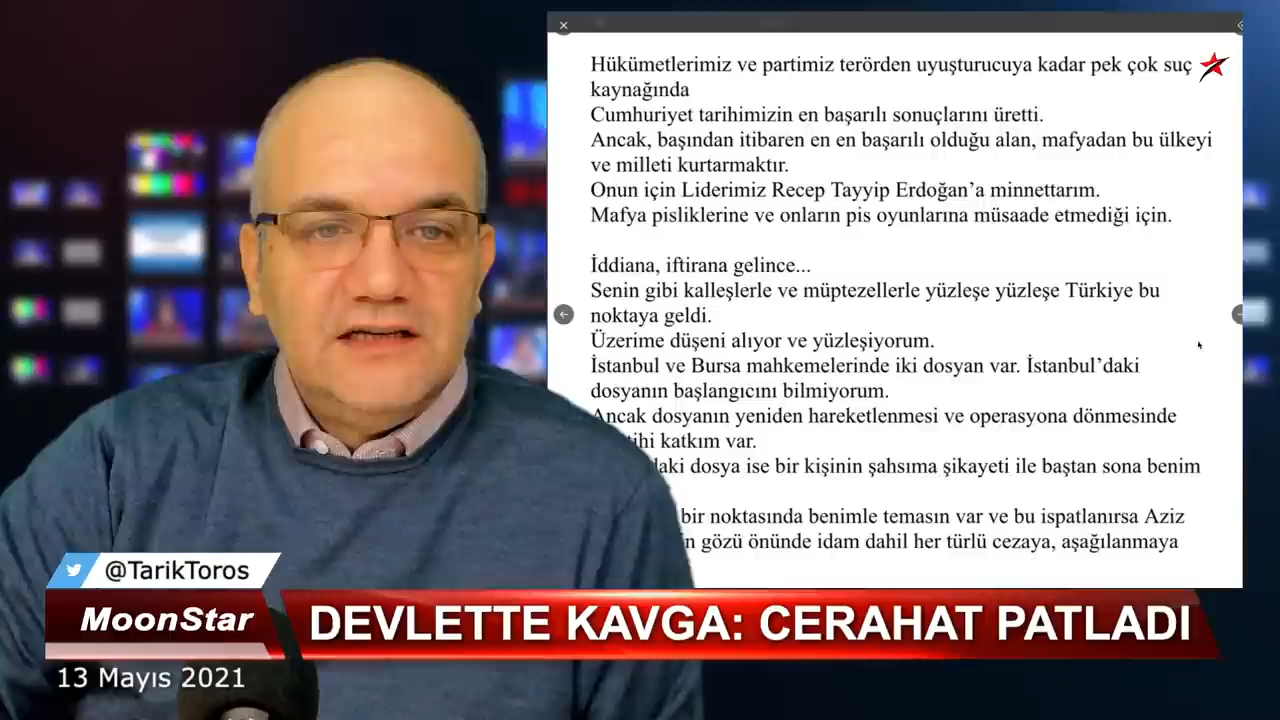 Hükümetlerimiz ve partimiz terörden uyuşturucuya kadar pek çok suç
kaynağında
Cumhuriyet tarihimizin en başarılı sonuçlarını üretti.
Ancak, başından itibaren en en başarılı olduğu alan, mafyadan bu ülkeyi
ve milleti kurtarmaktır.
Onun için Liderimiz Recep Tayyip Erdoğan’a minnettarım.
Mafya pisliklerine ve onların pis oyunlarına müsaade etmediği için.
İddiana, iftirana gelince...
Senin gibi kalleşlerle ve müptezellerle yüzleşe yüzleşe Türkiye bu
noktaya geldi.
Üzerime düşeni alıyor ve yüzleşiyorum.
İstanbul ve Bursa mahkemelerinde iki dosyan var. İstanbul’daki
dosyanın başlangıcını bilmiyorum.
Ancak dosyanın yeniden hareketlenmesi ve operasyona dönmesinde
katkım var.
dosya ise bir kişinin şahsıma şikayeti ile baştan sona benim
bir noktasında benimle temasın var ve bu ispatlanırsa Aziz
gözü önünde idam dahil her türlü cezaya, aşağılanmaya
@TarikToros
MoonStar
DEVLETTE KAVGA: CERAHAT PATLADI
13 Mayıs 2021